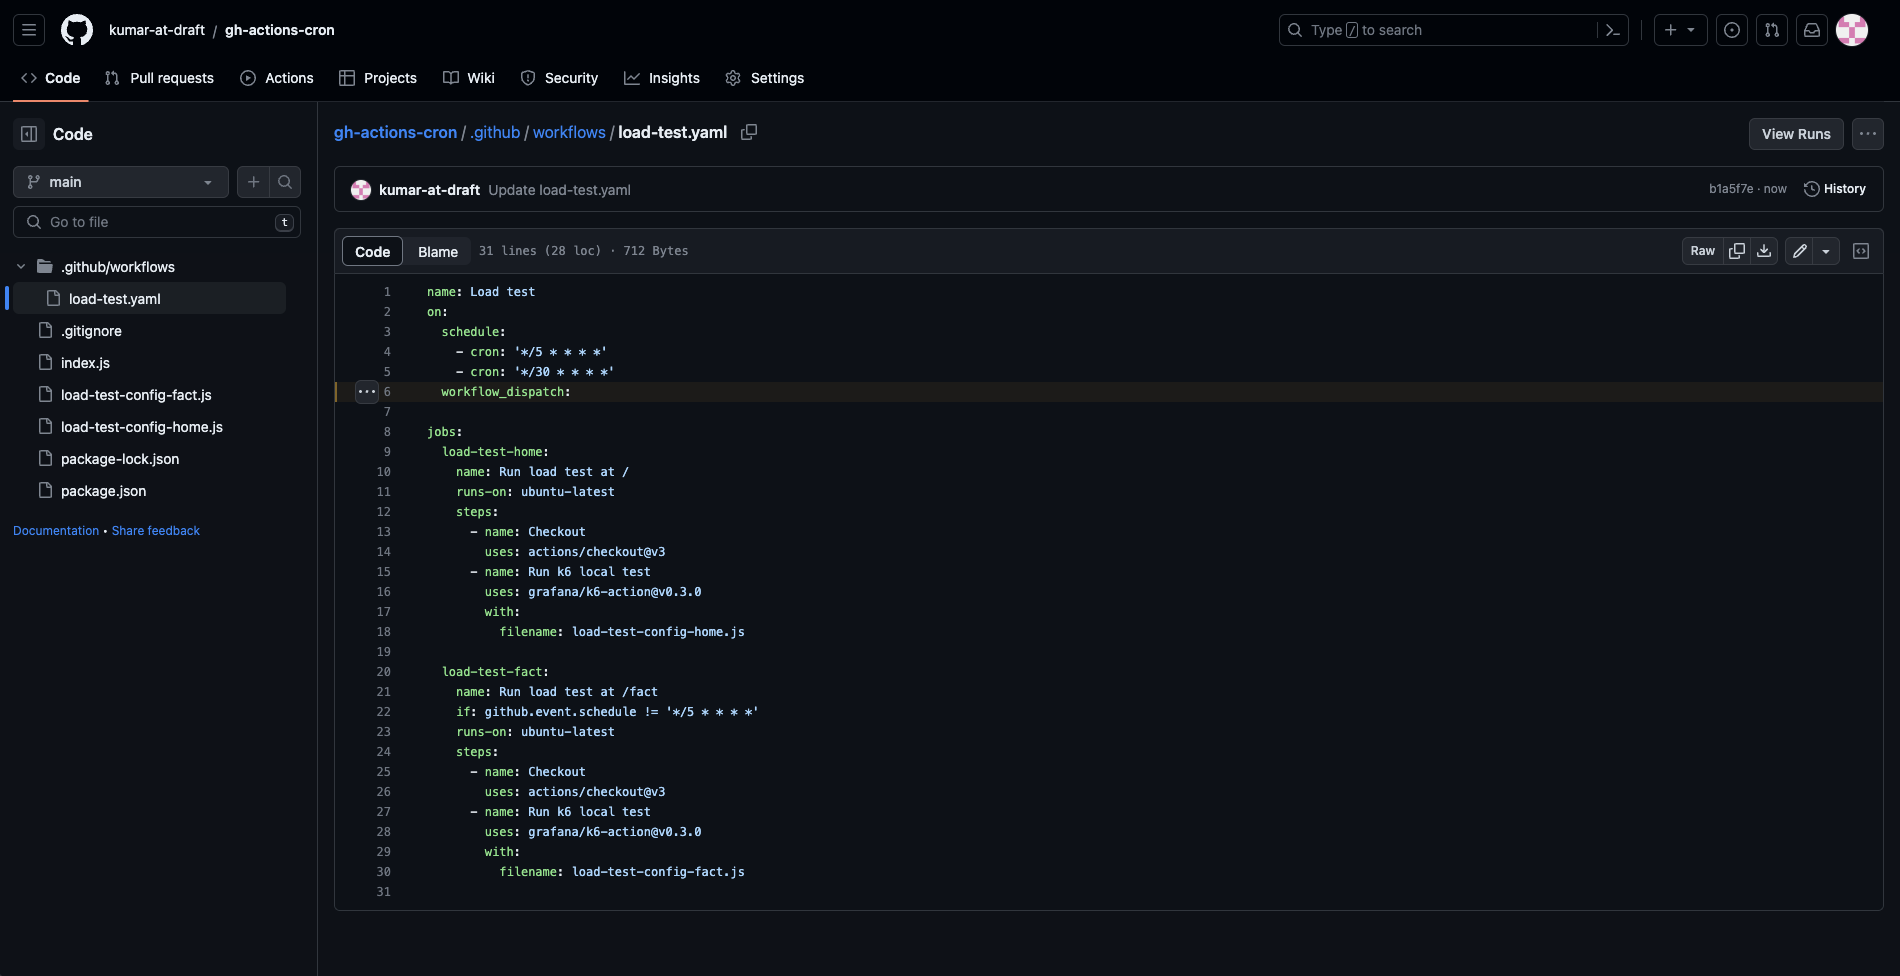 kumar-at-draft / gh-actions-cron
Type / to search
Code Pull requests Actions Projects Wiki Security Insights Settings
Code
main
Go to file t
.github/workflows
load-test.yaml
.gitignore
index.js
load-test-config-fact.js
load-test-config-home.js
package-lock.json
package.json
Documentation • Share feedback
gh-actions-cron / .github / workflows / load-test.yaml
View Runs
kumar-at-draft Update load-test.yaml
b1a5f7e · now History
Code Blame 31 lines (28 loc) · 712 Bytes
Raw
1 name: Load test
2 on:
3   schedule:
4     - cron: '*/5 * * * *'
5     - cron: '*/30 * * * *'
6   workflow_dispatch:
7
8 jobs:
9   load-test-home:
10     name: Run load test at /
11     runs-on: ubuntu-latest
12     steps:
13       - name: Checkout
14         uses: actions/checkout@v3
15       - name: Run k6 local test
16         uses: grafana/k6-action@v0.3.0
17         with:
18           filename: load-test-config-home.js
19
20   load-test-fact:
21     name: Run load test at /fact
22     if: github.event.schedule != '*/5 * * * *'
23     runs-on: ubuntu-latest
24     steps:
25       - name: Checkout
26         uses: actions/checkout@v3
27       - name: Run k6 local test
28         uses: grafana/k6-action@v0.3.0
29         with:
30           filename: load-test-config-fact.js
31